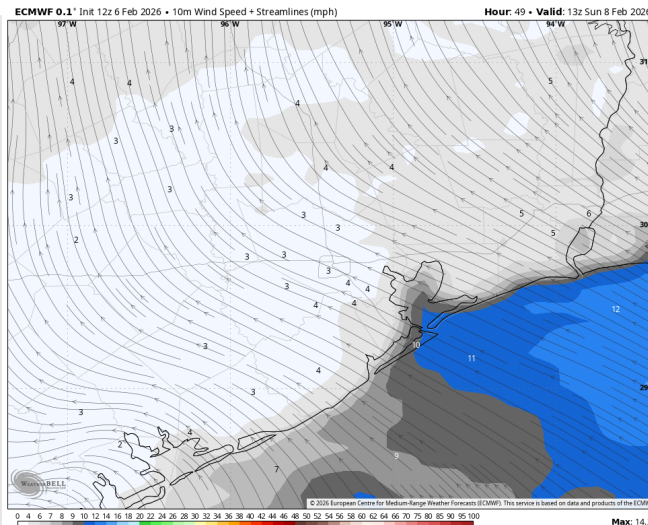 ECMWF 0.1° Init 12z 6 Feb 2026 • 10m Wind Speed + Streamlines (mph) Hour: 49 • Valid: 13z Sun 8 Feb 2026
97°W 96°W 95°W 94°W
31
4 4 5
4
3 3
4 4
3 3
3 5 6
30
2 3 5
3 3
3
3 4 4
4 4
12
3 10 11
4
29
3
3
4
2
9
7
WEATHERBELL
© 2026 European Centre for Medium-Range Weather Forecasts (ECMWF). This service is based on data and products of the ECMW
0 4 6 7 8 9 10 12 14 16 18 20 22 24 26 28 30 32 34 36 38 40 42 44 46 48 50 52 54 56 58 60 62 64 66 70 75 80 85 90 95 100
Max: 14.